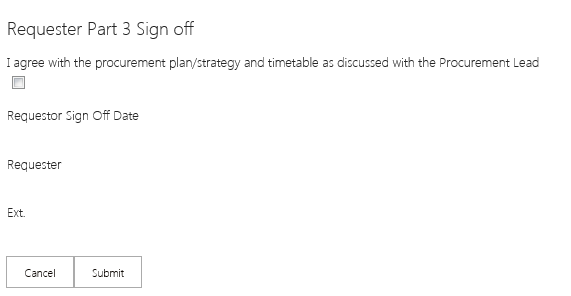 Requester Part 3 Sign off
I agree with the procurement plan/strategy and timetable as discussed with the Procurement Lead
Requestor Sign Off Date
Requester
Ext.
Cancel Submit